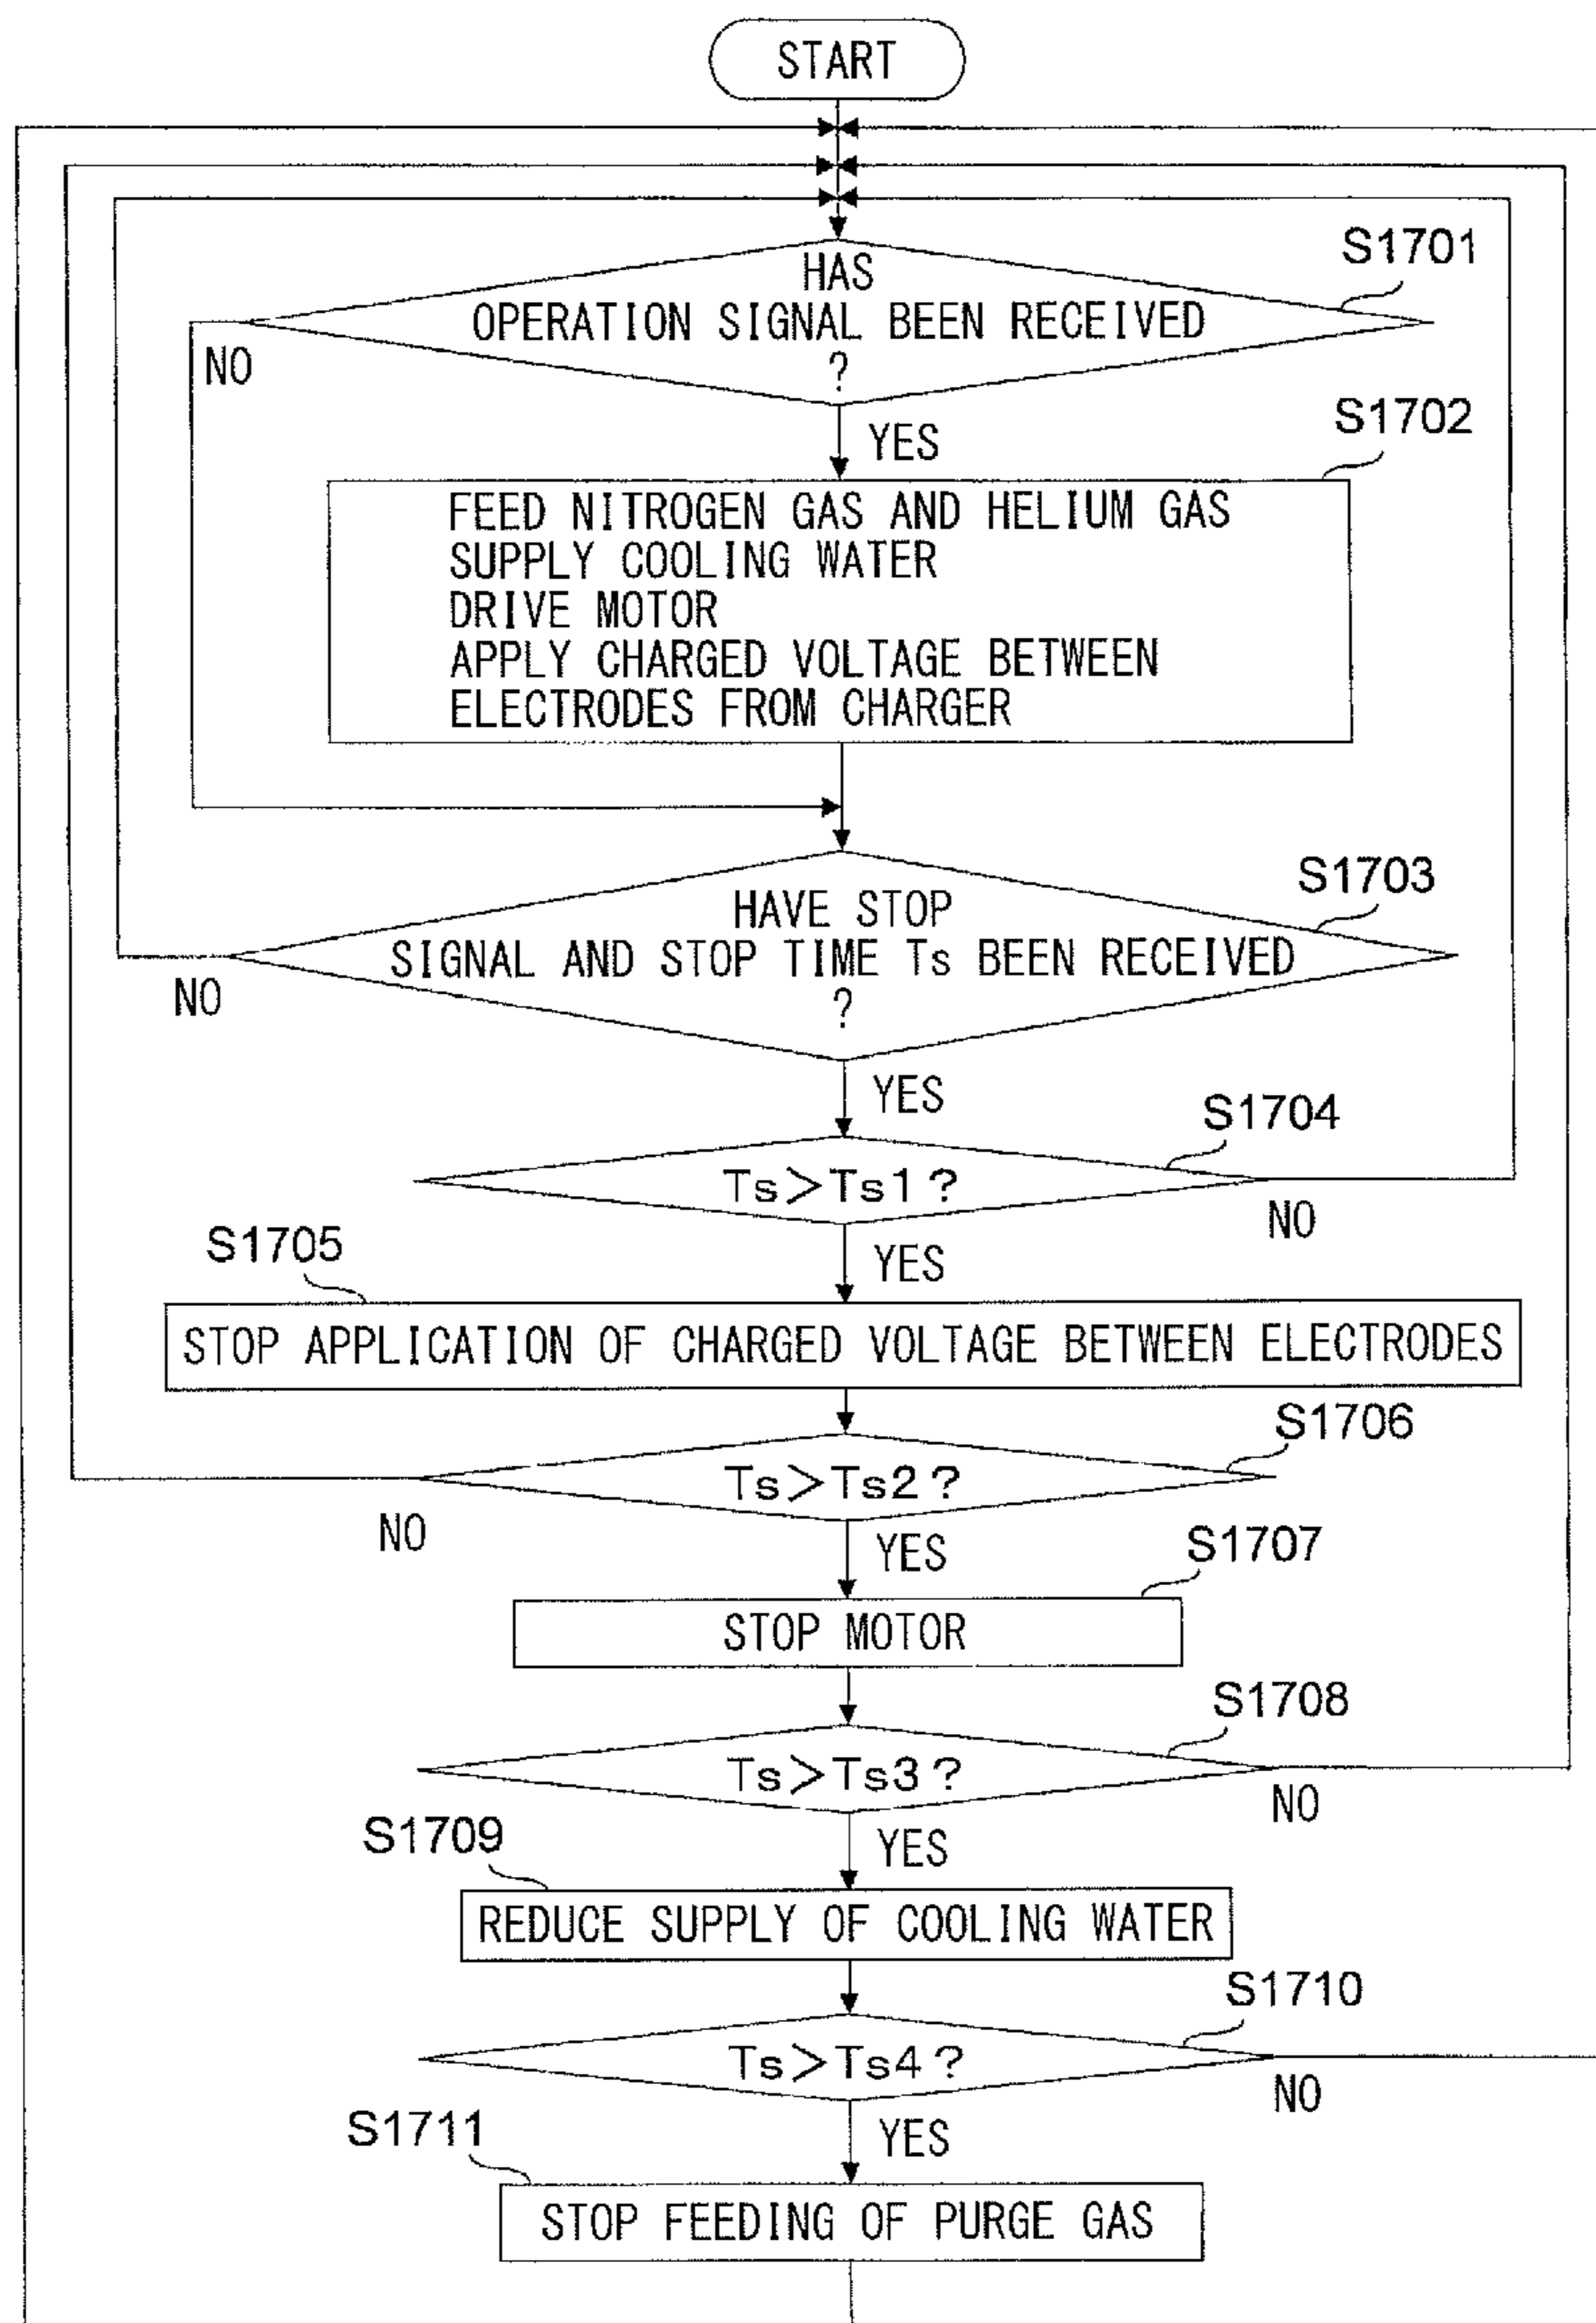 START
S1701
HAS
OPERATION SIGNAL BEEN RECEIVED
?
NO
YES
S1702
FEED NITROGEN GAS AND HELIUM GAS
SUPPLY COOLING WATER
DRIVE MOTOR
APPLY CHARGED VOLTAGE BETWEEN
ELECTRODES FROM CHARGER
S1703
HAVE STOP
SIGNAL AND STOP TIME Ts BEEN RECEIVED
?
NO
YES
S1704
Ts>Ts1?
NO
YES
S1705
STOP APPLICATION OF CHARGED VOLTAGE BETWEEN ELECTRODES
S1706
Ts>Ts2?
NO
YES
S1707
STOP MOTOR
S1708
Ts>Ts3?
NO
YES
S1709
REDUCE SUPPLY OF COOLING WATER
S1710
Ts>Ts4?
NO
YES
S1711
STOP FEEDING OF PURGE GAS